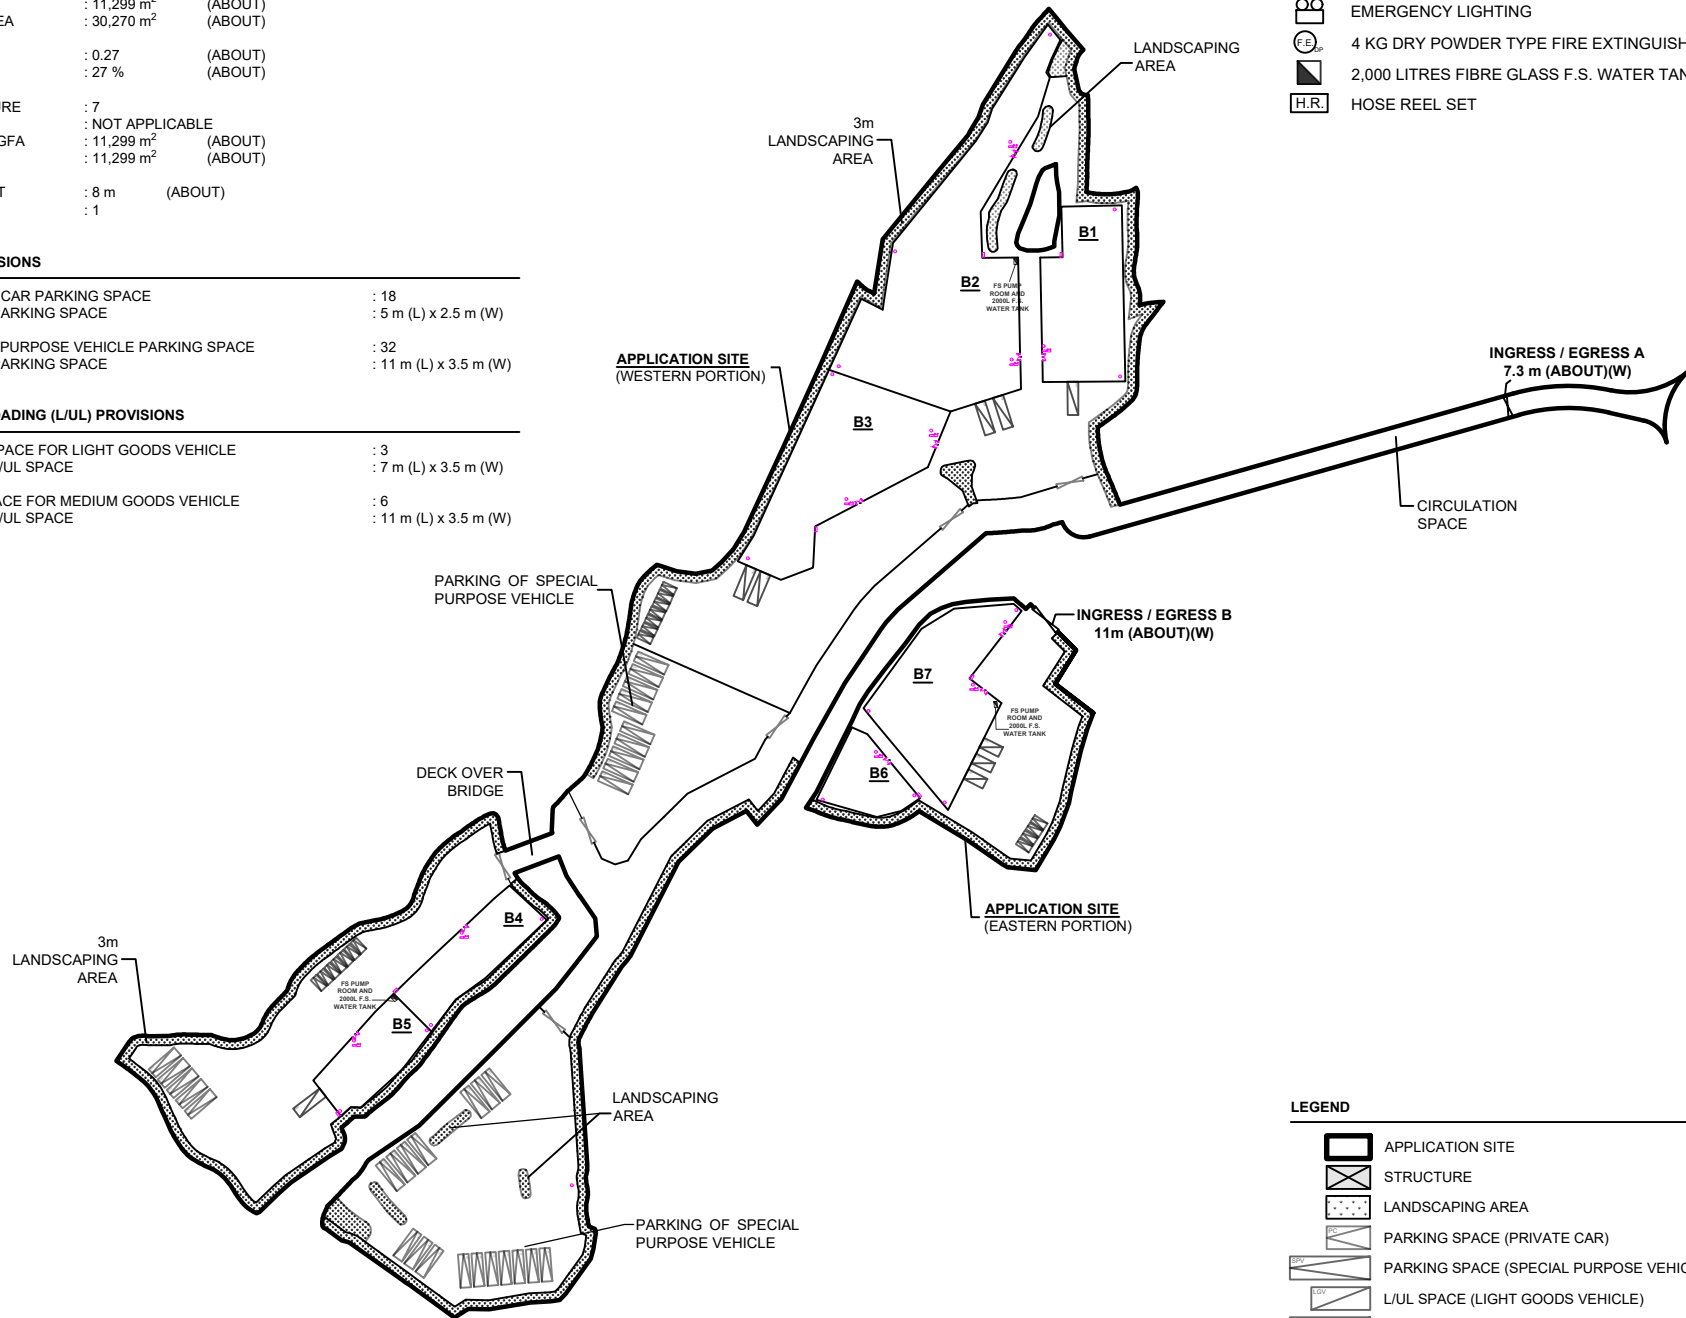 : 11,299 m² (ABOUT)
EA : 30,270 m² (ABOUT)
: 0.27 (ABOUT)
: 27 % (ABOUT)
URE : 7
: NOT APPLICABLE
GFA : 11,299 m² (ABOUT)
: 11,299 m² (ABOUT)
T : 8 m (ABOUT)
: 1
SIONS
CAR PARKING SPACE : 18
ARKING SPACE : 5 m (L) x 2.5 m (W)
PURPOSE VEHICLE PARKING SPACE : 32
ARKING SPACE : 11 m (L) x 3.5 m (W)
ADING (L/UL) PROVISIONS
PACE FOR LIGHT GOODS VEHICLE : 3
/UL SPACE : 7 m (L) x 3.5 m (W)
ACE FOR MEDIUM GOODS VEHICLE : 6
/UL SPACE : 11 m (L) x 3.5 m (W)
EMERGENCY LIGHTING
F.E. DP 4 KG DRY POWDER TYPE FIRE EXTINGUISH
2,000 LITRES FIBRE GLASS F.S. WATER TAN
H.R. HOSE REEL SET
LANDSCAPING
AREA
3m
LANDSCAPING
AREA
B1
B2
FS PUMP
ROOM AND
2000L F.S.
WATER TANK
APPLICATION SITE
(WESTERN PORTION)
B3
INGRESS / EGRESS A
7.3 m (ABOUT)(W)
CIRCULATION
SPACE
PARKING OF SPECIAL
PURPOSE VEHICLE
INGRESS / EGRESS B
11m (ABOUT)(W)
B7
FS PUMP
ROOM AND
2000L F.S.
WATER TANK
B6
DECK OVER
BRIDGE
APPLICATION SITE
(EASTERN PORTION)
B4
3m
LANDSCAPING
AREA
FS PUMP
ROOM AND
2000L F.S.
WATER TANK
B5
LANDSCAPING
AREA
PARKING OF SPECIAL
PURPOSE VEHICLE
LEGEND
APPLICATION SITE
STRUCTURE
LANDSCAPING AREA
PC PARKING SPACE (PRIVATE CAR)
SPV PARKING SPACE (SPECIAL PURPOSE VEHIC
LGV L/UL SPACE (LIGHT GOODS VEHICLE)